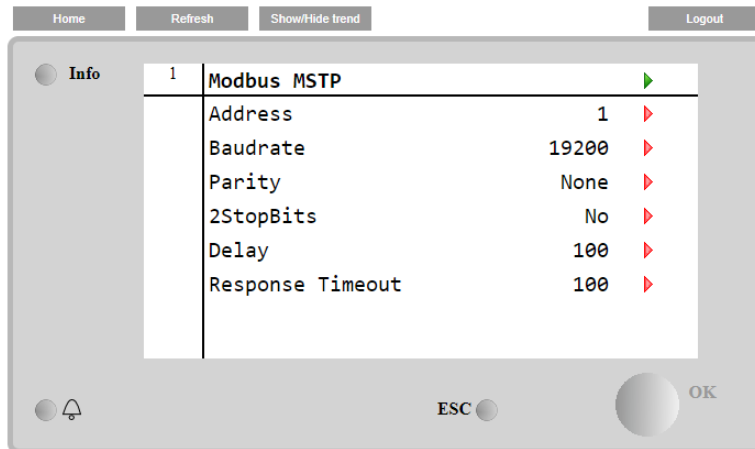 Home Refresh Show/Hide trend Logout
Info
1 Modbus MSTP
Address 1
Baudrate 19200
Parity None
2StopBits No
Delay 100
Response Timeout 100
ESC
OK